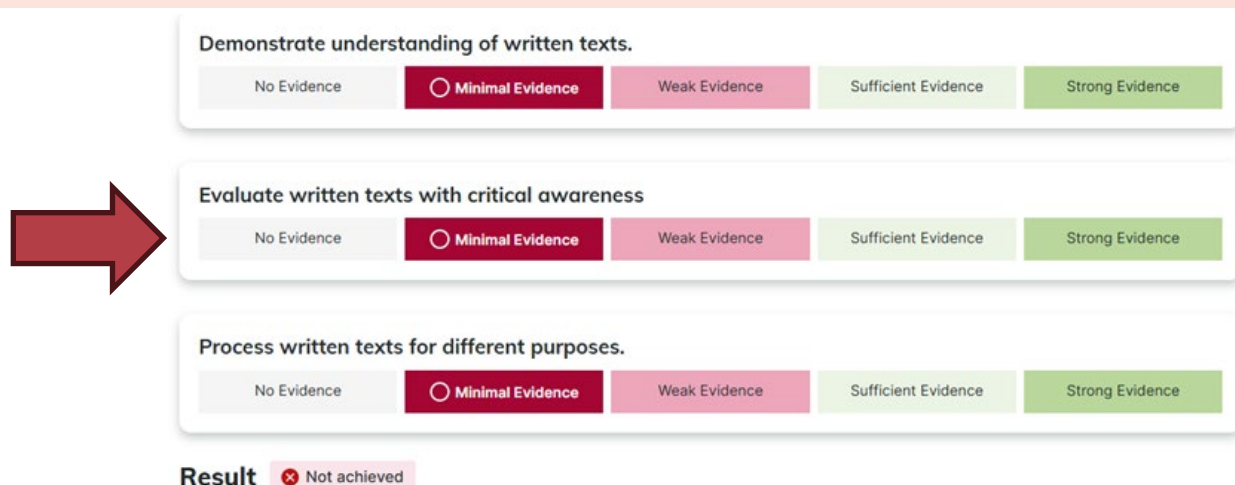 Demonstrate understanding of written texts.
No Evidence Minimal Evidence Weak Evidence Sufficient Evidence Strong Evidence
Evaluate written texts with critical awareness
No Evidence Minimal Evidence Weak Evidence Sufficient Evidence Strong Evidence
Process written texts for different purposes.
No Evidence Minimal Evidence Weak Evidence Sufficient Evidence Strong Evidence
Result Not achieved